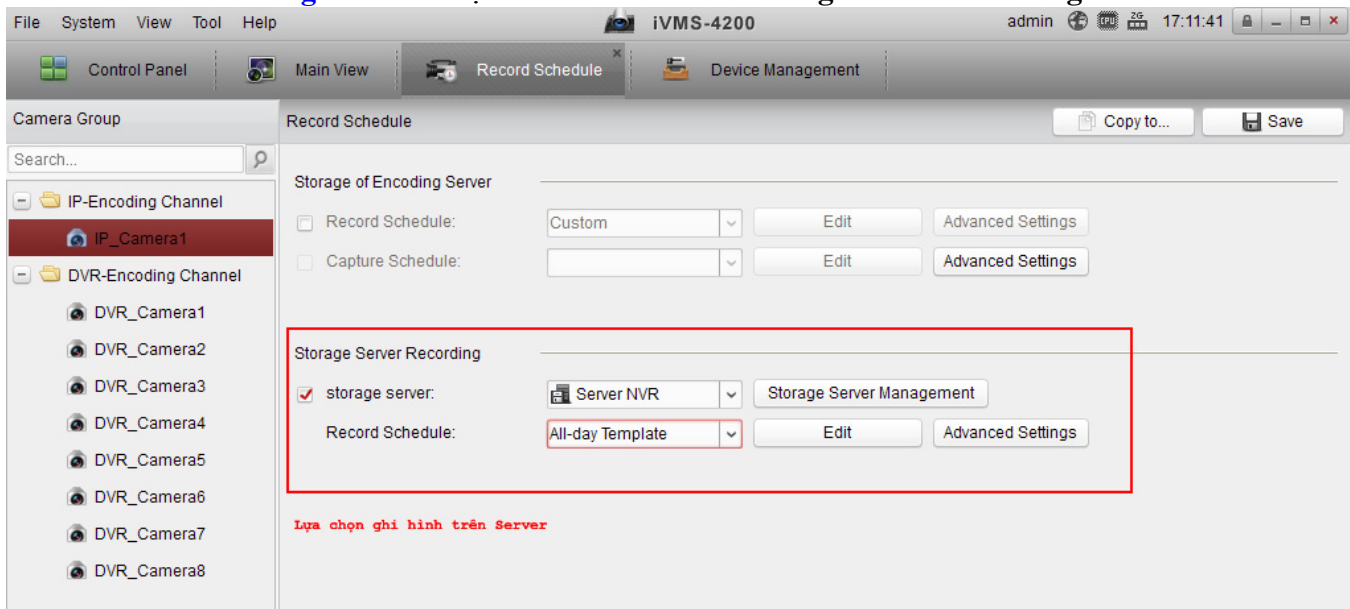 File System View Tool Help iVMS-4200 admin CPU 2G 17:11:41
Control Panel Main View Record Schedule Device Management
Camera Group Record Schedule Copy to... Save
Search...
Storage of Encoding Server
IP-Encoding Channel
Record Schedule: Custom Edit Advanced Settings
IP_Camera1
Capture Schedule: Edit Advanced Settings
DVR-Encoding Channel
DVR_Camera1
DVR_Camera2
Storage Server Recording
DVR_Camera3
storage server: Server NVR Storage Server Management
DVR_Camera4
Record Schedule: All-day Template Edit Advanced Settings
DVR_Camera5
DVR_Camera6
Lựa chọn ghi hình trên Server
DVR_Camera7
DVR_Camera8